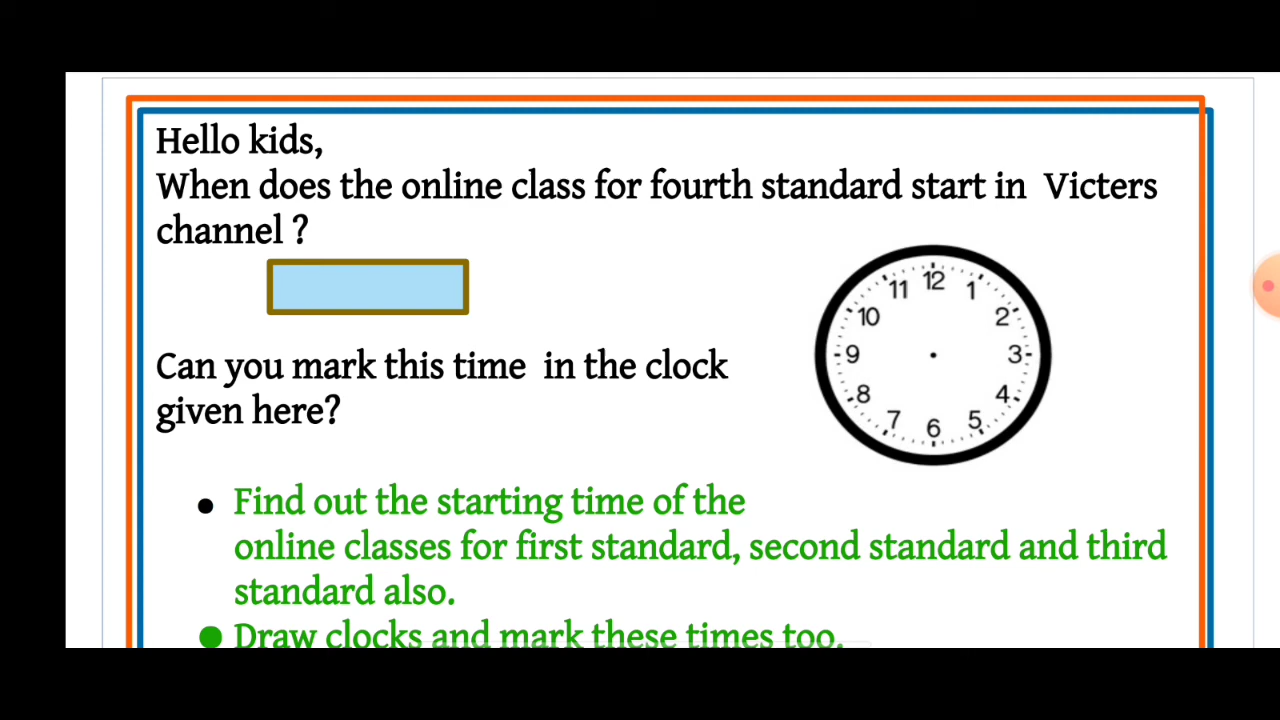 Hello kids,
When does the online class for fourth standard start in Victers
channel ?
Can you mark this time in the clock
given here?
12
11
1
10
2
9
3
8
4
7
5
6
• Find out the starting time of the
online classes for first standard, second standard and third
standard also.
• Draw clocks and mark these times too.